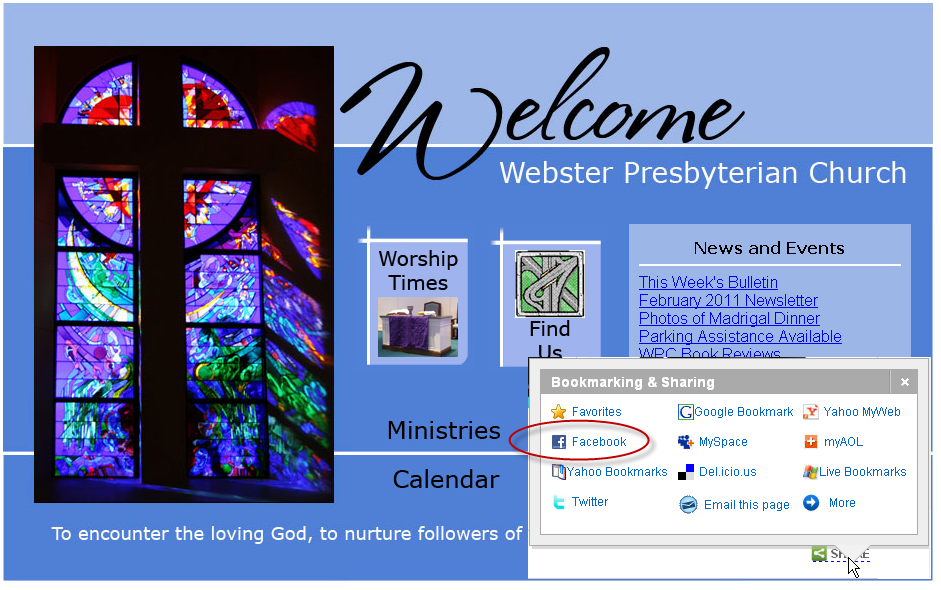 Welcome
Webster Presbyterian Church
Worship
Times
Find
Us
News and Events
This Week's Bulletin
February 2011 Newsletter
Photos of Madrigal Dinner
Parking Assistance Available
WPC Book Reviews
Ministries
Calendar
To encounter the loving God, to nurture followers of
Bookmarking & Sharing ×
Favorites Google Bookmark Yahoo MyWeb
Facebook MySpace myAOL
Yahoo Bookmarks Del.icio.us Live Bookmarks
Twitter Email this page More
SHARE